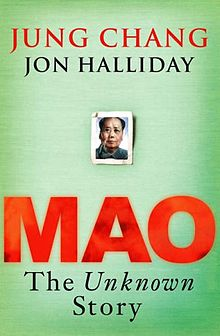 JUNG CHANG
JON HALLIDAY
MAO
The Unknown
Story